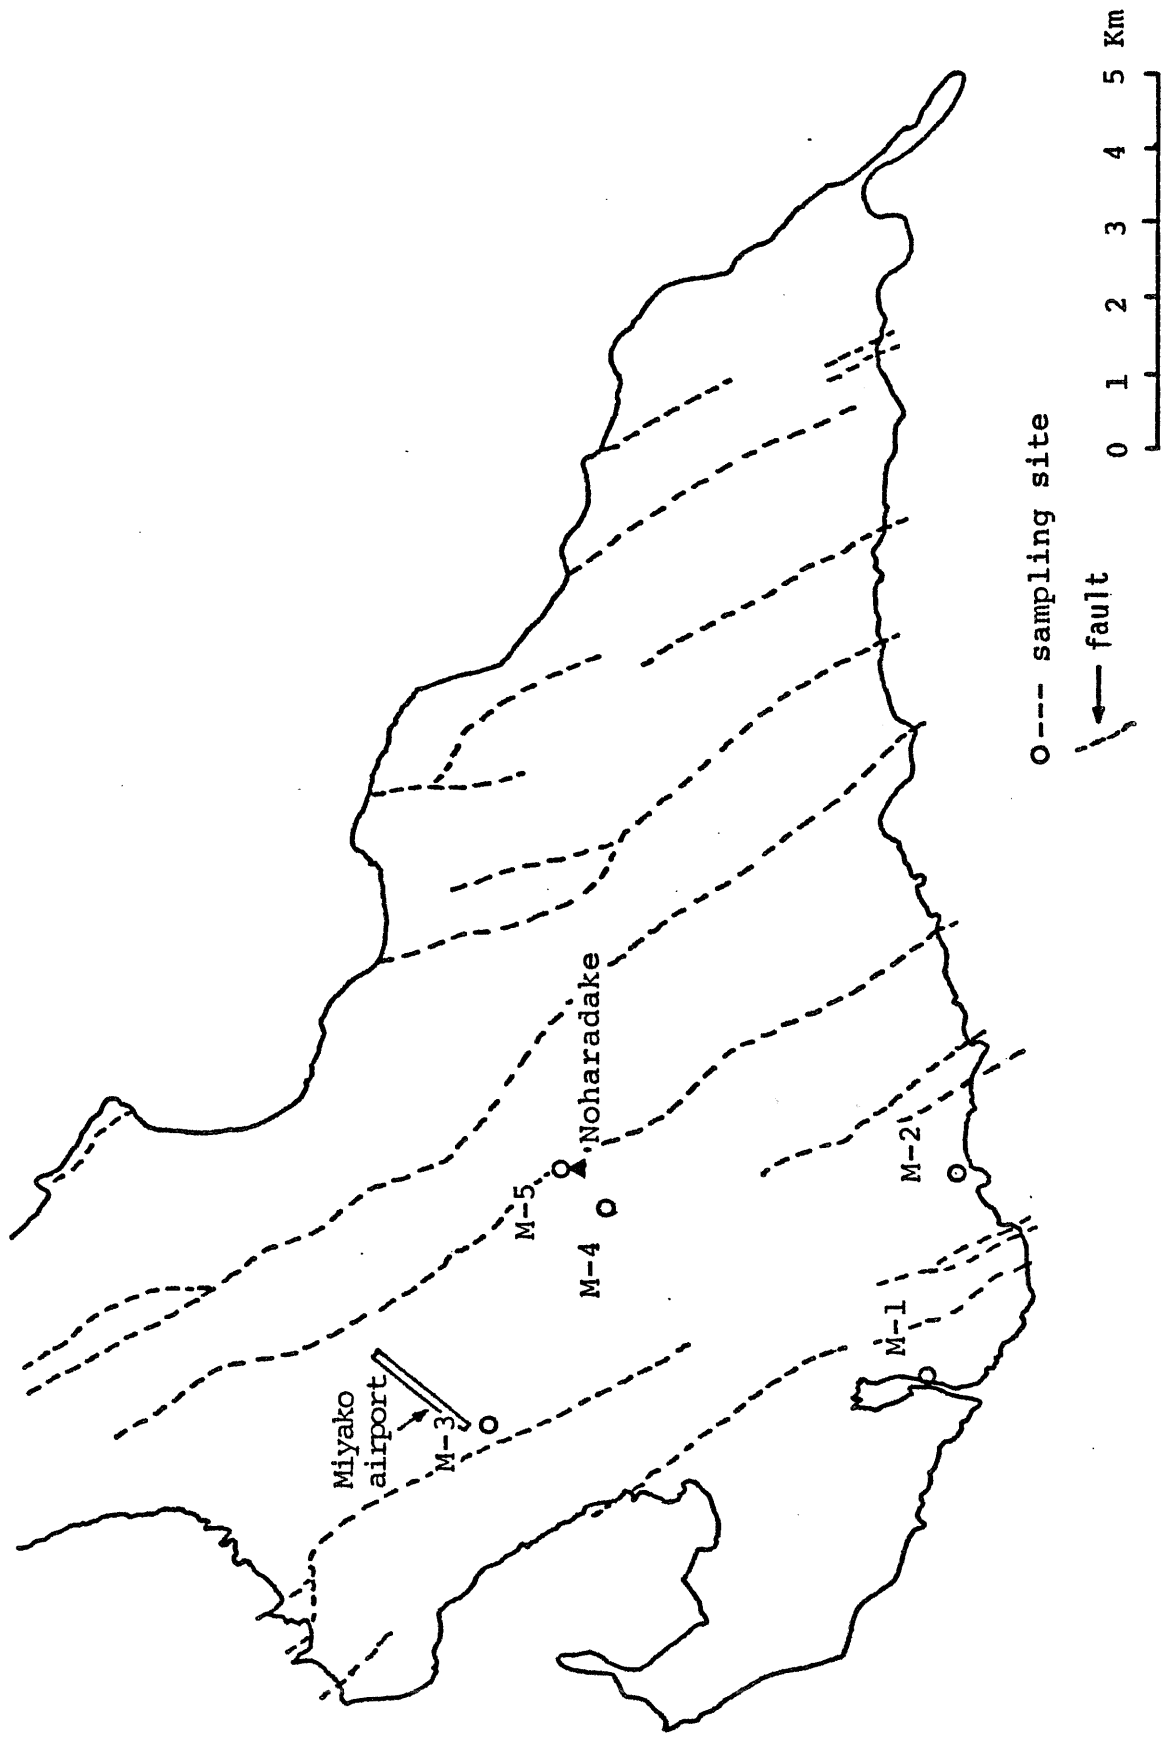 Miyako
airport
M-3
M-5
Noharadake
M-4
M-1
M-2
o--- sampling site
← fault
0 1 2 3 4 5 Km